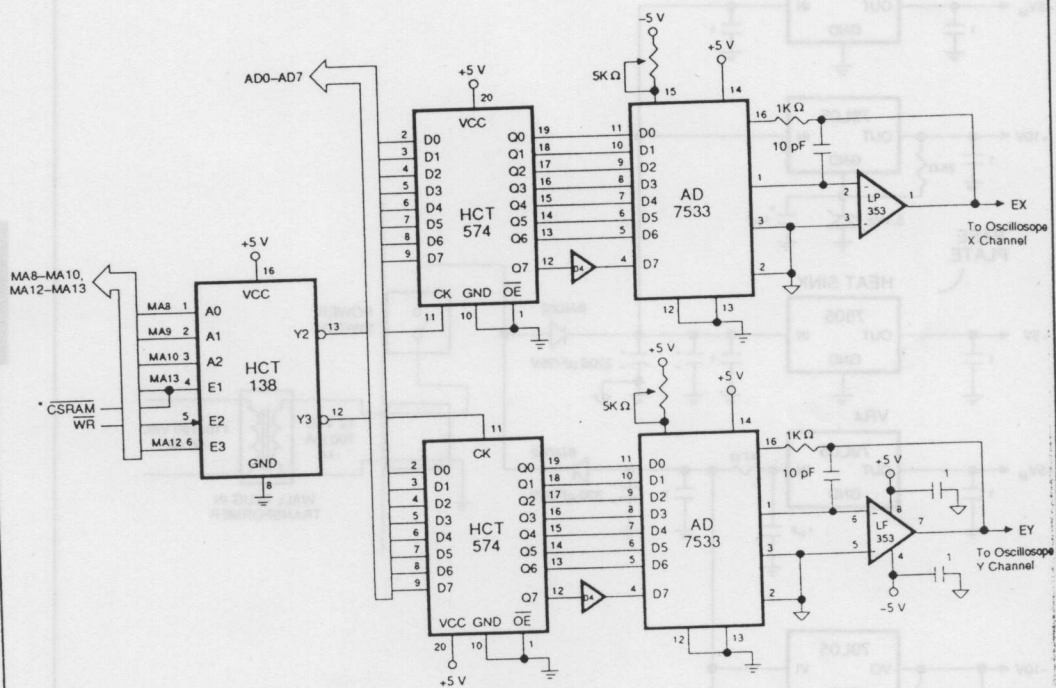 AD0–AD7
+5 V
20
VCC
2 D0 Q0 19
3 D1 Q1 18
4 D2 Q2 17
5 D3 Q3 16
6 D4 Q4 15
7 D5 Q5 14
8 D6 Q6 13
9 D7 Q7 12
HCT
574
CK GND OE
11 10 1
D4
−5 V
5K Ω
15
+5 V
14
11 D0
10 D1
9 D2
8 D3
7 D4
6 D5
5 D6
4 D7
AD
7533
16 1K Ω
10 pF
1
3
2
12 13
2
3
LP
353
1
EX
To Oscillosope
X Channel
MA8–MA10,
MA12–MA13
+5 V
16
VCC
MA8 1 A0
MA9 2 A1
MA10 3 A2
MA13 4 E1
* CSRAM
WR
5 E2
MA12 6 E3
HCT
138
Y2 13
Y3 12
GND
8
11
CK
2 D0 Q0 19
3 D1 Q1 18
4 D2 Q2 17
5 D3 Q3 16
6 D4 Q4 15
7 D5 Q5 14
8 D6 Q6 13
9 D7 Q7 12
HCT
574
VCC GND OE
20 10 1
+5 V
D4
+5 V
5K Ω
+5 V
14
11 D0
10 D1
9 D2
8 D3
7 D4
6 D5
5 D6
4 D7
AD
7533
16 1K Ω
10 pF
1
3
2
12 13
+5 V
8
1
6
5
LF
353
7
4
1
−5 V
EY
To Oscillosope
Y Channel
PLATE
HEAT SINK
7905
OUT IN
GND
79L05
VR4